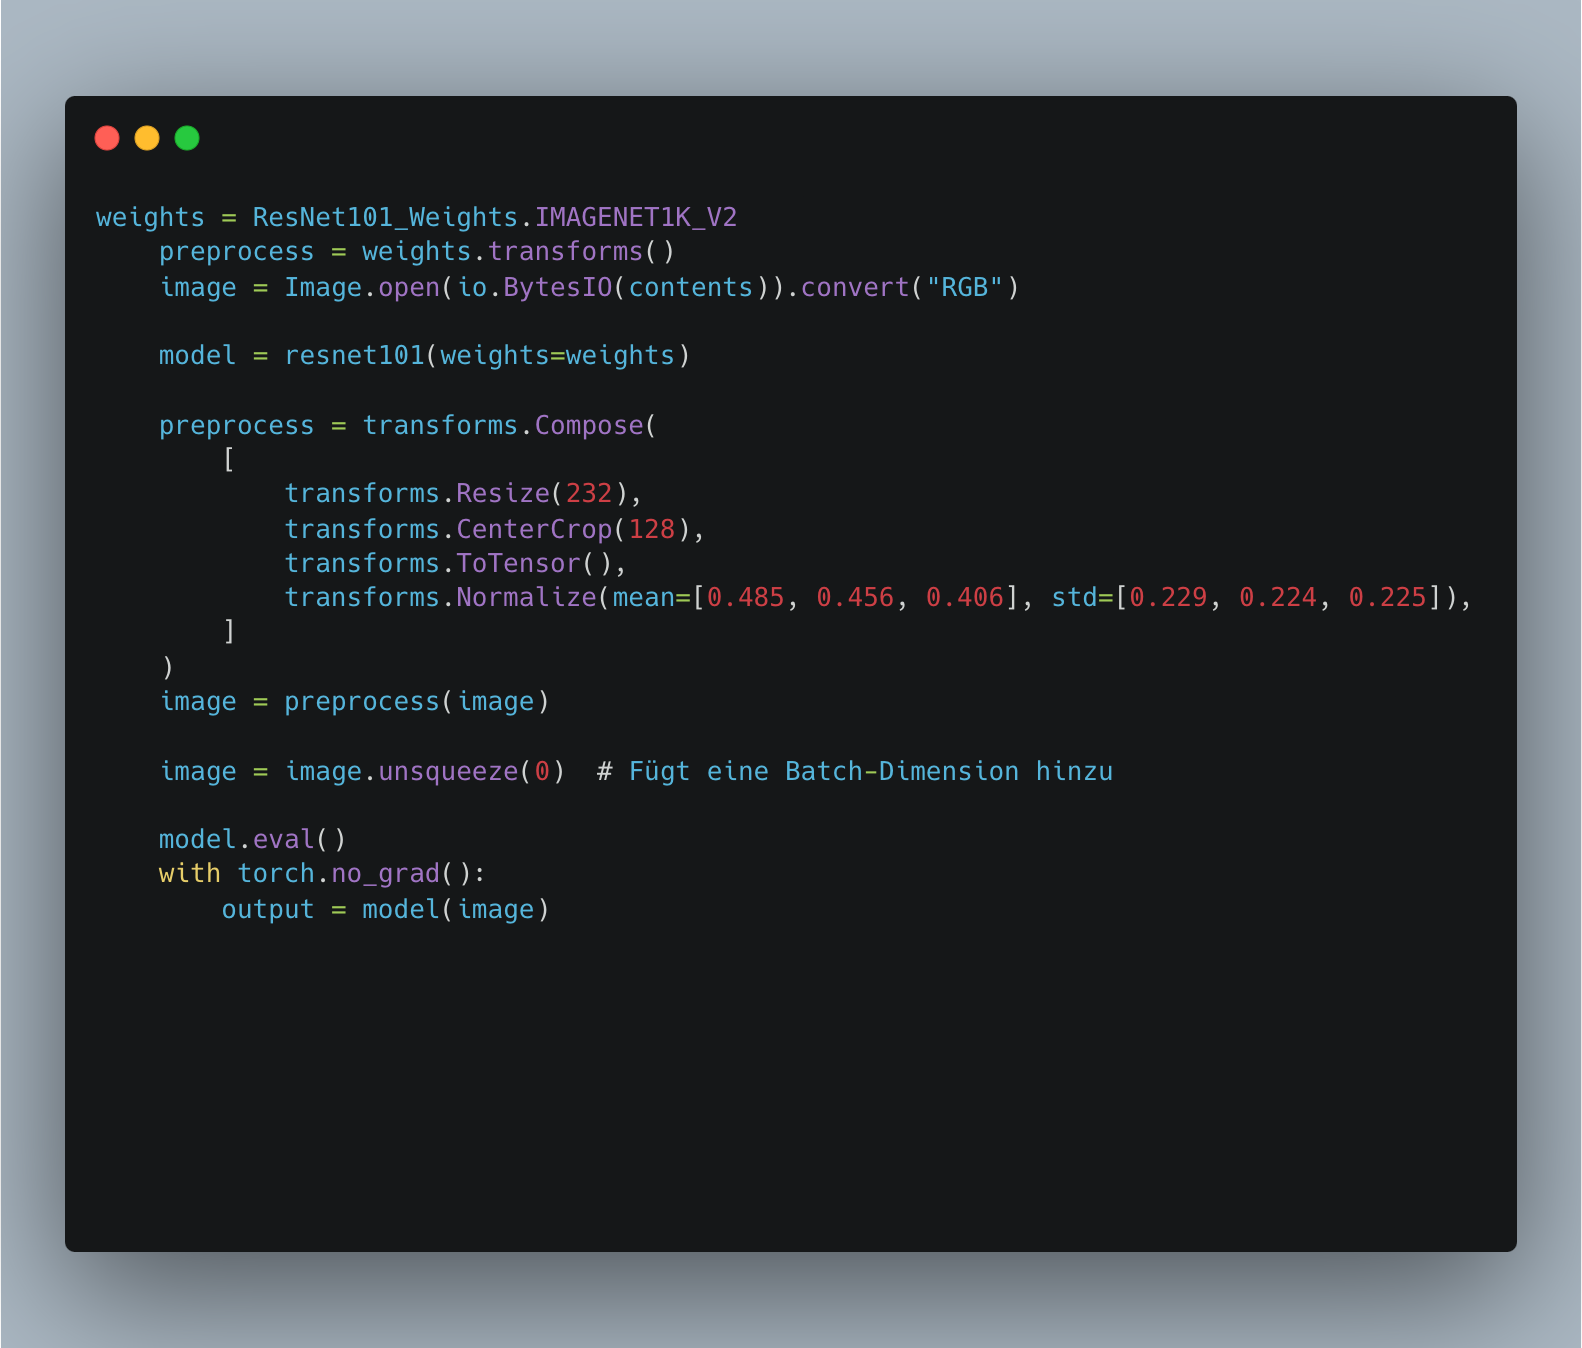 weights = ResNet101_Weights.IMAGENET1K_V2
    preprocess = weights.transforms()
    image = Image.open(io.BytesIO(contents)).convert("RGB")

    model = resnet101(weights=weights)

    preprocess = transforms.Compose(
        [
            transforms.Resize(232),
            transforms.CenterCrop(128),
            transforms.ToTensor(),
            transforms.Normalize(mean=[0.485, 0.456, 0.406], std=[0.229, 0.224, 0.225]),
        ]
    )
    image = preprocess(image)

    image = image.unsqueeze(0)  # Fügt eine Batch-Dimension hinzu

    model.eval()
    with torch.no_grad():
        output = model(image)